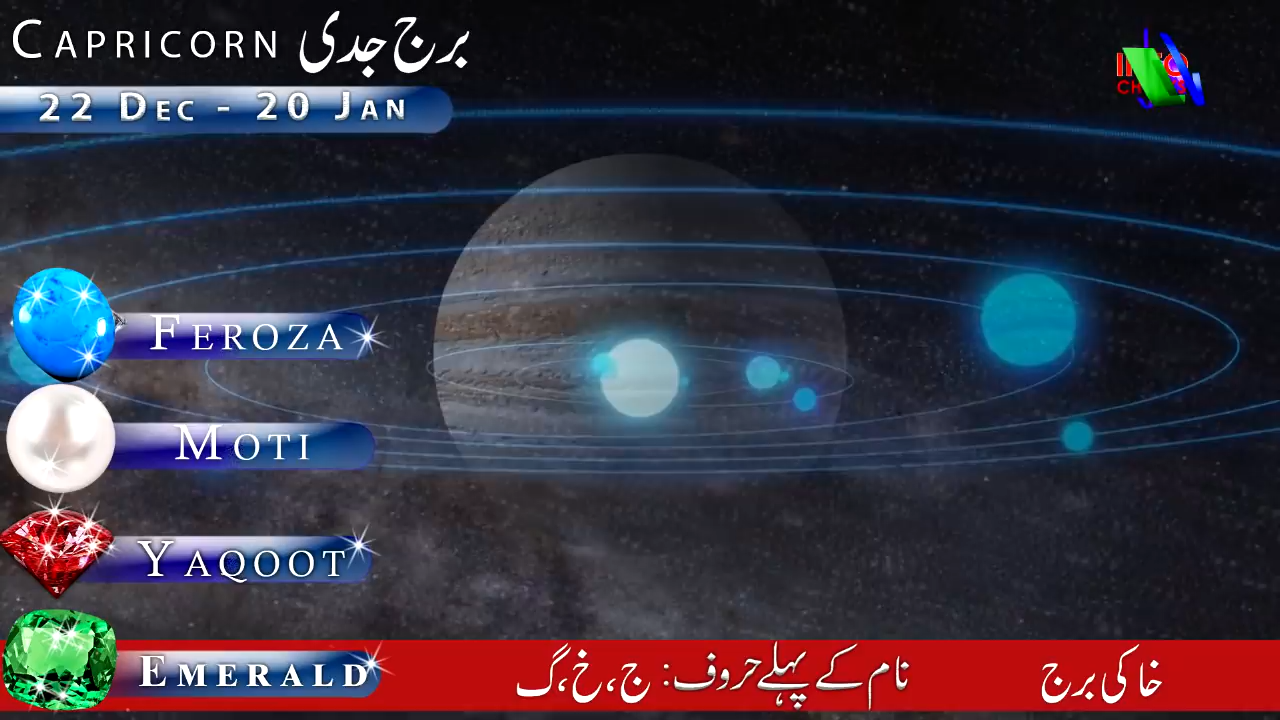 CAPRICORN برج جدی
22 DEC - 20 JAN
FEROZA
MOTI
YAQOOT
EMERALD
خاکی برج
نام کے پہلے حروف: ج، خ، گ